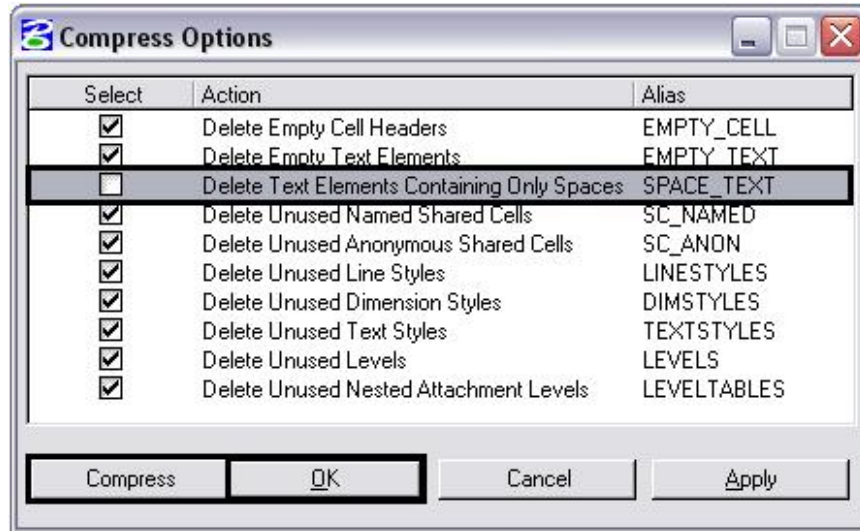 Compress Options
Select Action Alias
Delete Empty Cell Headers EMPTY_CELL
Delete Empty Text Elements EMPTY_TEXT
Delete Text Elements Containing Only Spaces SPACE_TEXT
Delete Unused Named Shared Cells SC_NAMED
Delete Unused Anonymous Shared Cells SC_ANON
Delete Unused Line Styles LINESTYLES
Delete Unused Dimension Styles DIMSTYLES
Delete Unused Text Styles TEXTSTYLES
Delete Unused Levels LEVELS
Delete Unused Nested Attachment Levels LEVELTABLES
Compress OK Cancel Apply